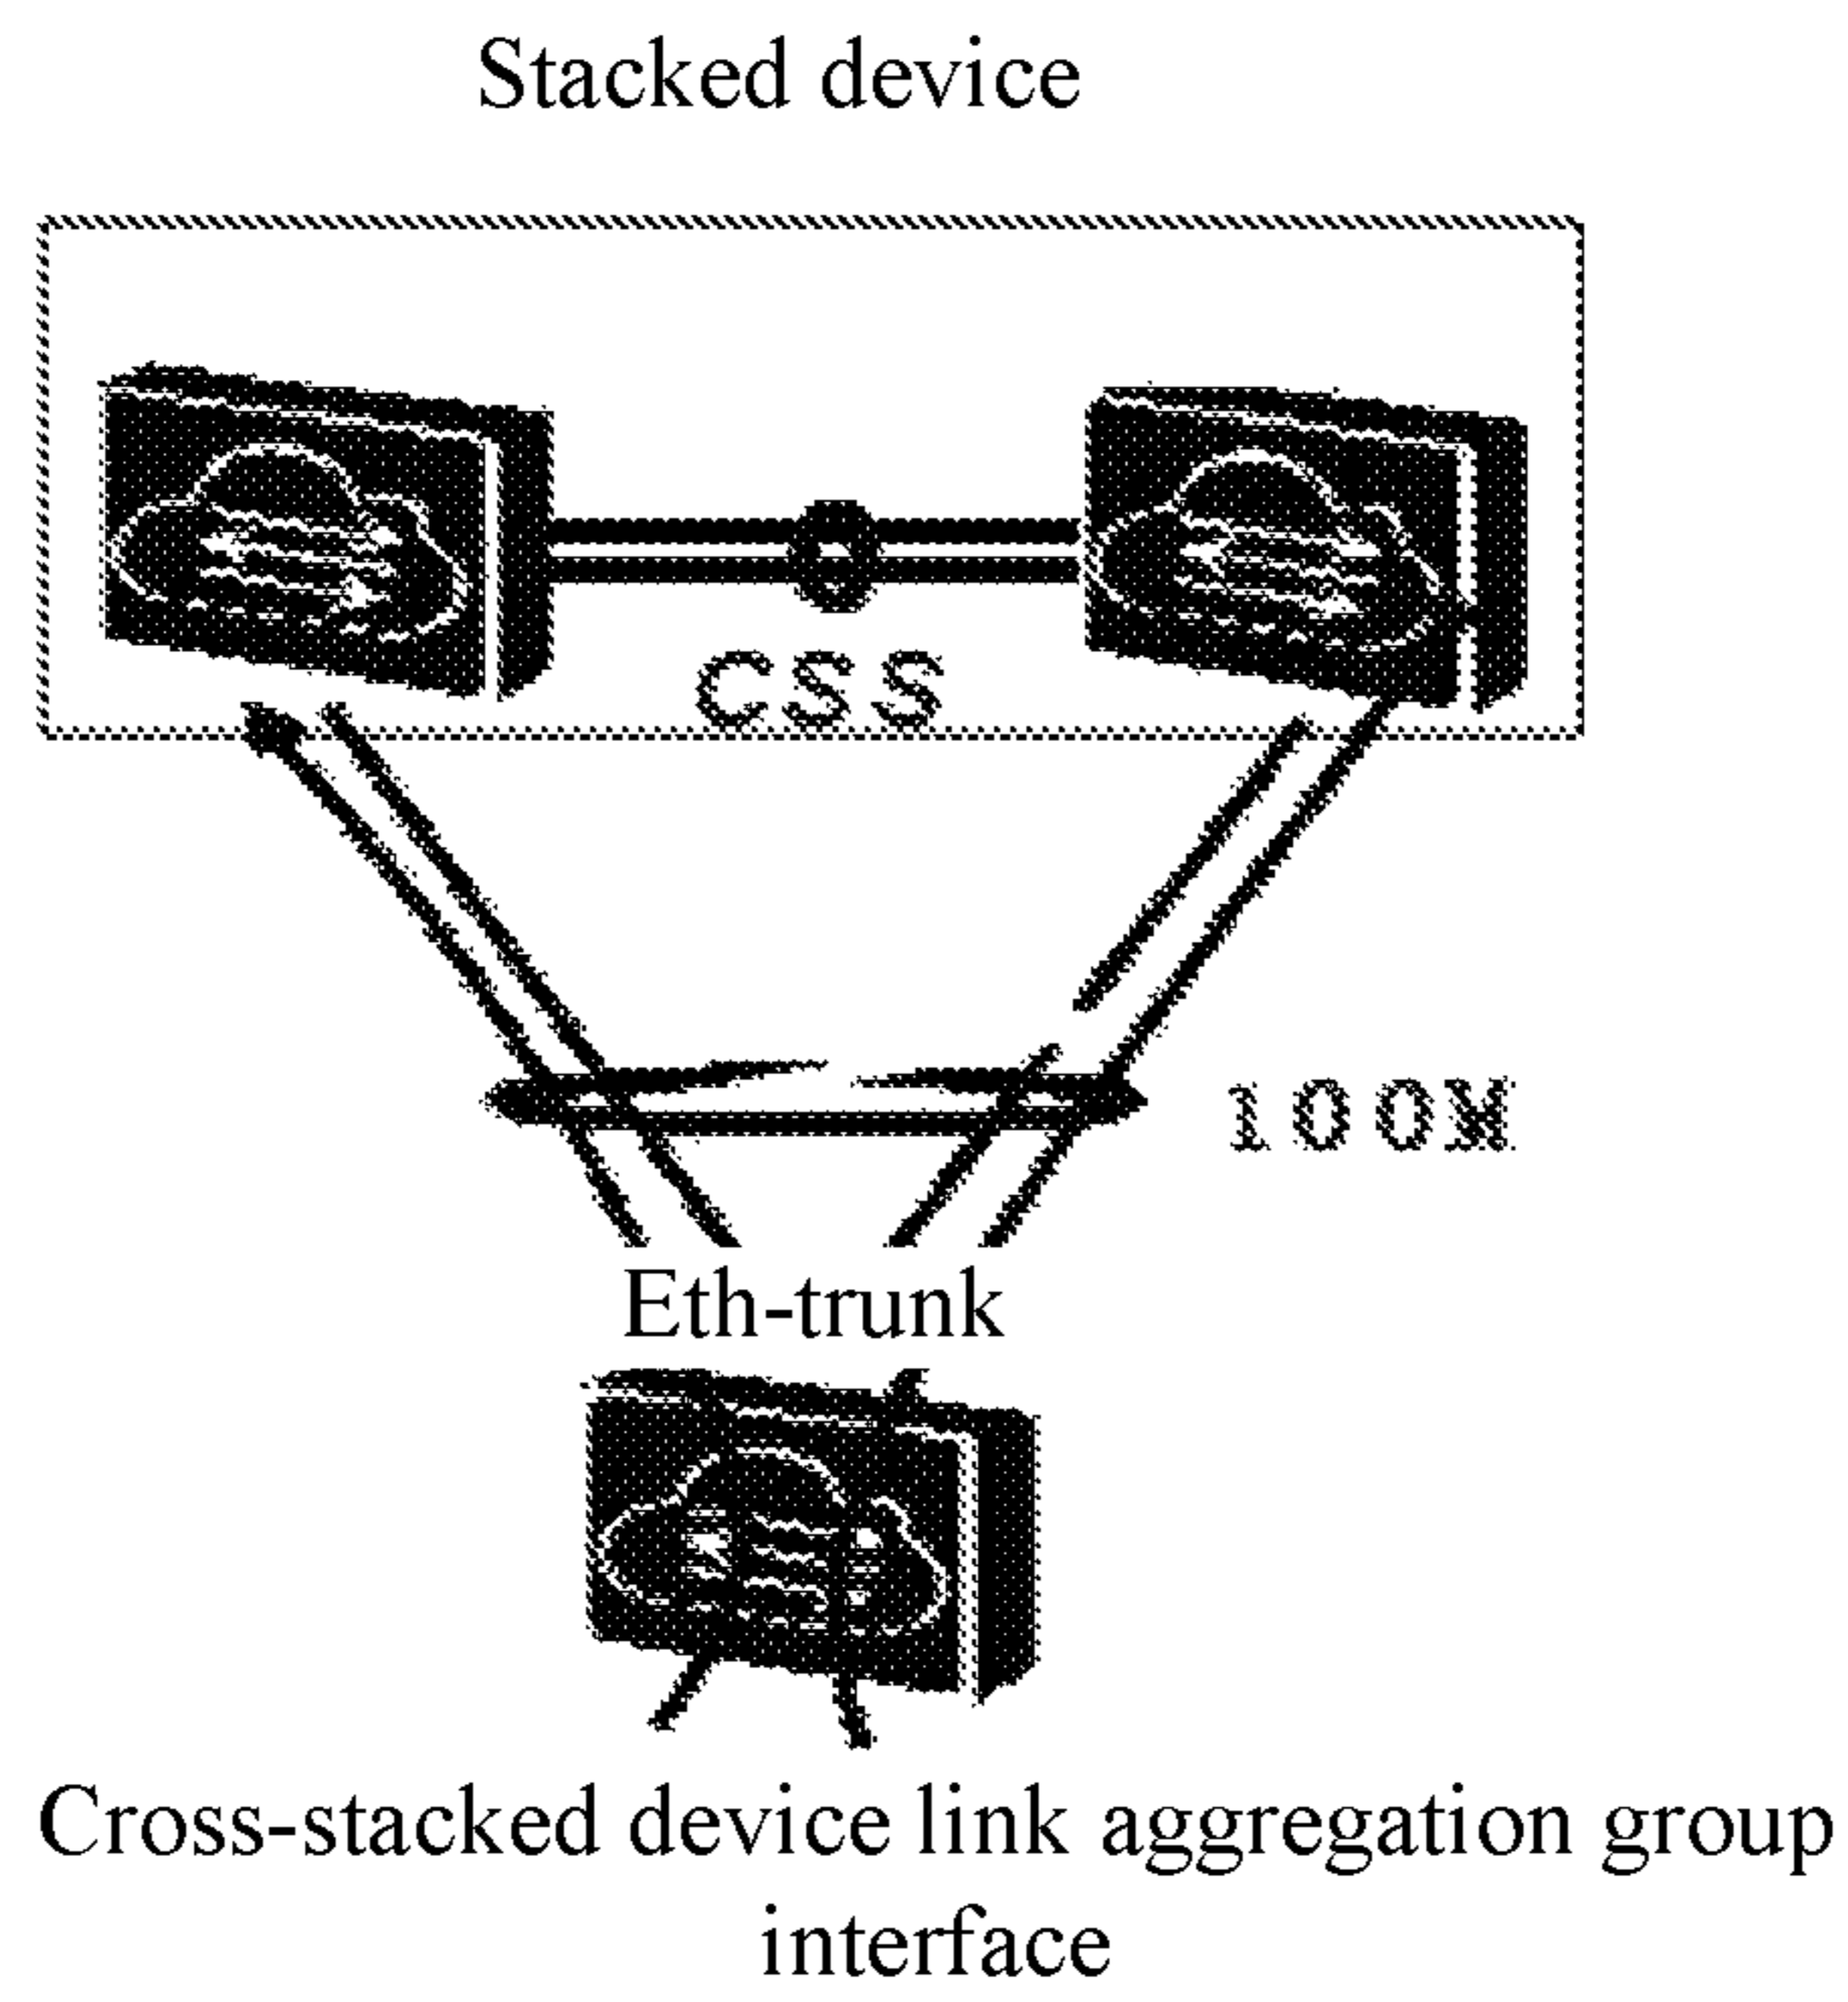 Stacked device
CSS
100M
Eth-trunk
Cross-stacked device link aggregation group
interface